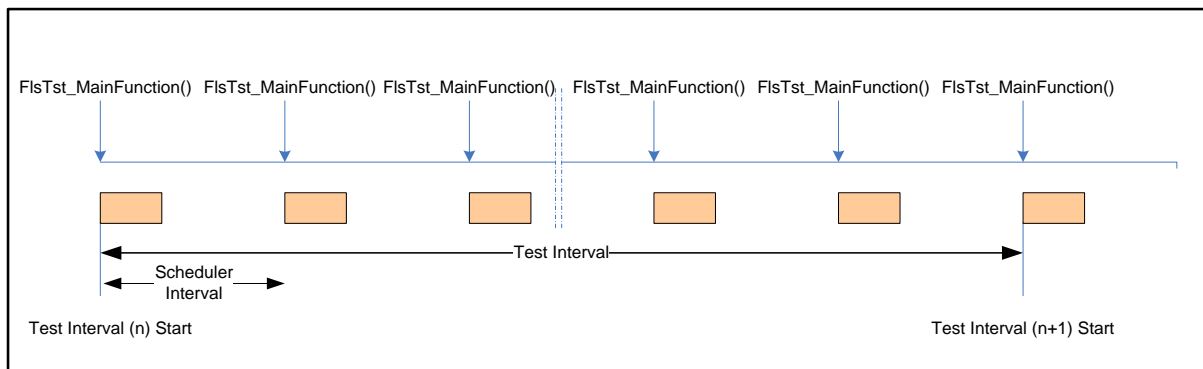 FlsTst_MainFunction() FlsTst_MainFunction() FlsTst_MainFunction() FlsTst_MainFunction() FlsTst_MainFunction() FlsTst_MainFunction()
Test Interval
Scheduler
Interval
Test Interval (n) Start Test Interval (n+1) Start